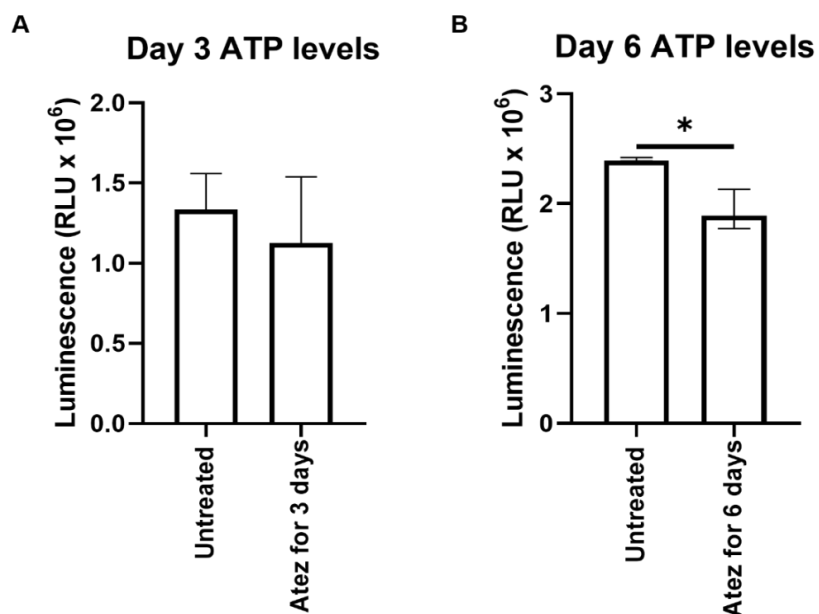 A
Day 3 ATP levels
Luminescence (RLU x 10⁶)
2.0
1.5
1.0
0.5
0.0
Untreated
Atez for 3 days
B
Day 6 ATP levels
Luminescence (RLU x 10⁶)
3
2
1
0
*
Untreated
Atez for 6 days